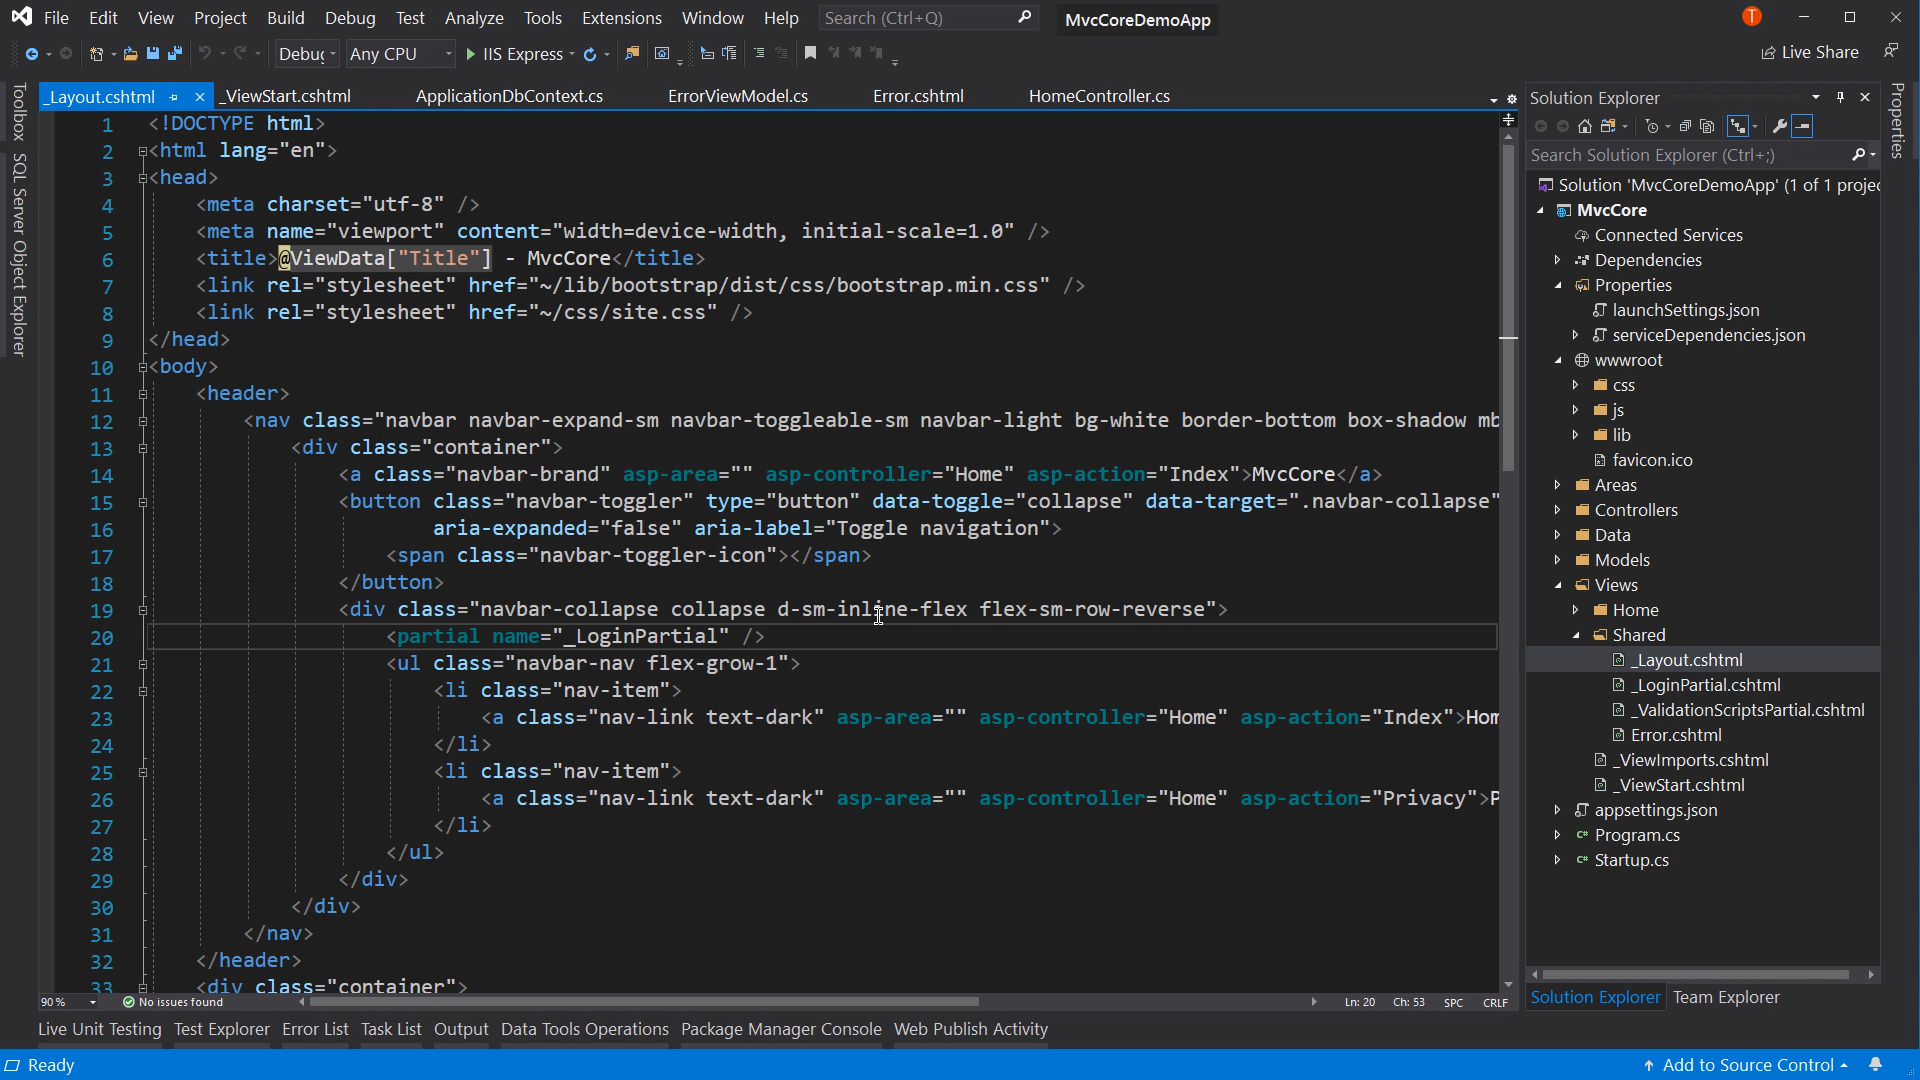 File Edit View Project Build Debug Test Analyze Tools Extensions Window Help Search (Ctrl+Q) MvcCoreDemoApp T
Debug Any CPU IIS Express Live Share
_Layout.cshtml _ViewStart.cshtml ApplicationDbContext.cs ErrorViewModel.cs Error.cshtml HomeController.cs
Toolbox
SQL Server Object Explorer
1 <!DOCTYPE html>
2 <html lang="en">
3 <head>
4 <meta charset="utf-8" />
5 <meta name="viewport" content="width=device-width, initial-scale=1.0" />
6 <title>@ViewData["Title"] - MvcCore</title>
7 <link rel="stylesheet" href="~/lib/bootstrap/dist/css/bootstrap.min.css" />
8 <link rel="stylesheet" href="~/css/site.css" />
9 </head>
10 <body>
11 <header>
12 <nav class="navbar navbar-expand-sm navbar-toggleable-sm navbar-light bg-white border-bottom box-shadow mb
13 <div class="container">
14 <a class="navbar-brand" asp-area="" asp-controller="Home" asp-action="Index">MvcCore</a>
15 <button class="navbar-toggler" type="button" data-toggle="collapse" data-target=".navbar-collapse"
16 aria-expanded="false" aria-label="Toggle navigation">
17 <span class="navbar-toggler-icon"></span>
18 </button>
19 <div class="navbar-collapse collapse d-sm-inline-flex flex-sm-row-reverse">
20 <partial name="_LoginPartial" />
21 <ul class="navbar-nav flex-grow-1">
22 <li class="nav-item">
23 <a class="nav-link text-dark" asp-area="" asp-controller="Home" asp-action="Index">Hom
24 </li>
25 <li class="nav-item">
26 <a class="nav-link text-dark" asp-area="" asp-controller="Home" asp-action="Privacy">P
27 </li>
28 </ul>
29 </div>
30 </div>
31 </nav>
32 </header>
33 <div class="container">
90 % No issues found Ln: 20 Ch: 53 SPC CRLF
Solution Explorer
Search Solution Explorer (Ctrl+;)
Solution 'MvcCoreDemoApp' (1 of 1 projec
MvcCore
Connected Services
Dependencies
Properties
launchSettings.json
serviceDependencies.json
wwwroot
css
js
lib
favicon.ico
Areas
Controllers
Data
Models
Views
Home
Shared
_Layout.cshtml
_LoginPartial.cshtml
_ValidationScriptsPartial.cshtml
Error.cshtml
_ViewImports.cshtml
_ViewStart.cshtml
appsettings.json
C# Program.cs
C# Startup.cs
Solution Explorer Team Explorer
Properties
Live Unit Testing Test Explorer Error List Task List Output Data Tools Operations Package Manager Console Web Publish Activity
Ready Add to Source Control